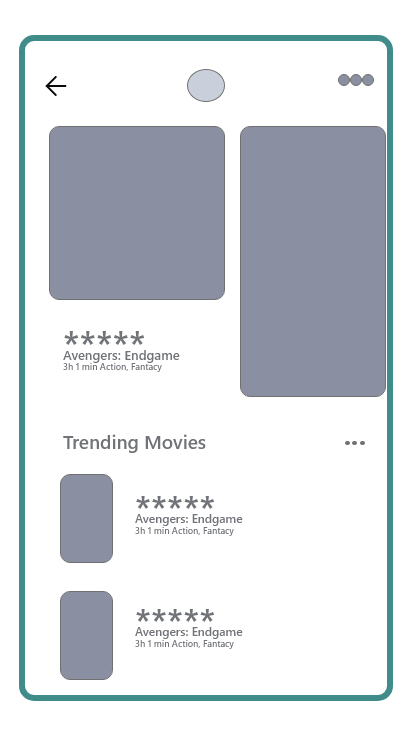 *****
Avengers: Endgame
3h 1 min Action, Fantacy
Trending Movies
*****
Avengers: Endgame
3h 1 min Action, Fantacy
*****
Avengers: Endgame
3h 1 min Action, Fantacy